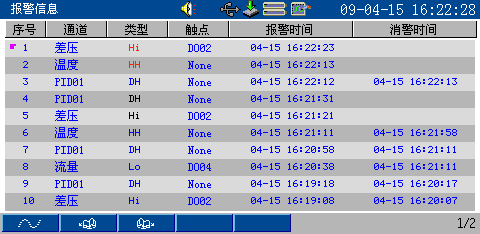 报警信息 09-04-15 16:22:28
序号 通道 类型 触点 报警时间 消警时间
1 差压 Hi DO02 04-15 16:22:23
2 温度 HH None 04-15 16:22:13
3 PID01 DH None 04-15 16:22:12 04-15 16:22:13
4 PID01 DH None 04-15 16:21:31
5 差压 Hi DO02 04-15 16:21:21
6 温度 HH None 04-15 16:21:11 04-15 16:21:58
7 PID01 DH None 04-15 16:20:58 04-15 16:21:11
8 流量 Lo DO04 04-15 16:20:38 04-15 16:21:11
9 PID01 DH None 04-15 16:19:18 04-15 16:20:17
10 差压 Hi DO02 04-15 16:19:08 04-15 16:20:07
1/2